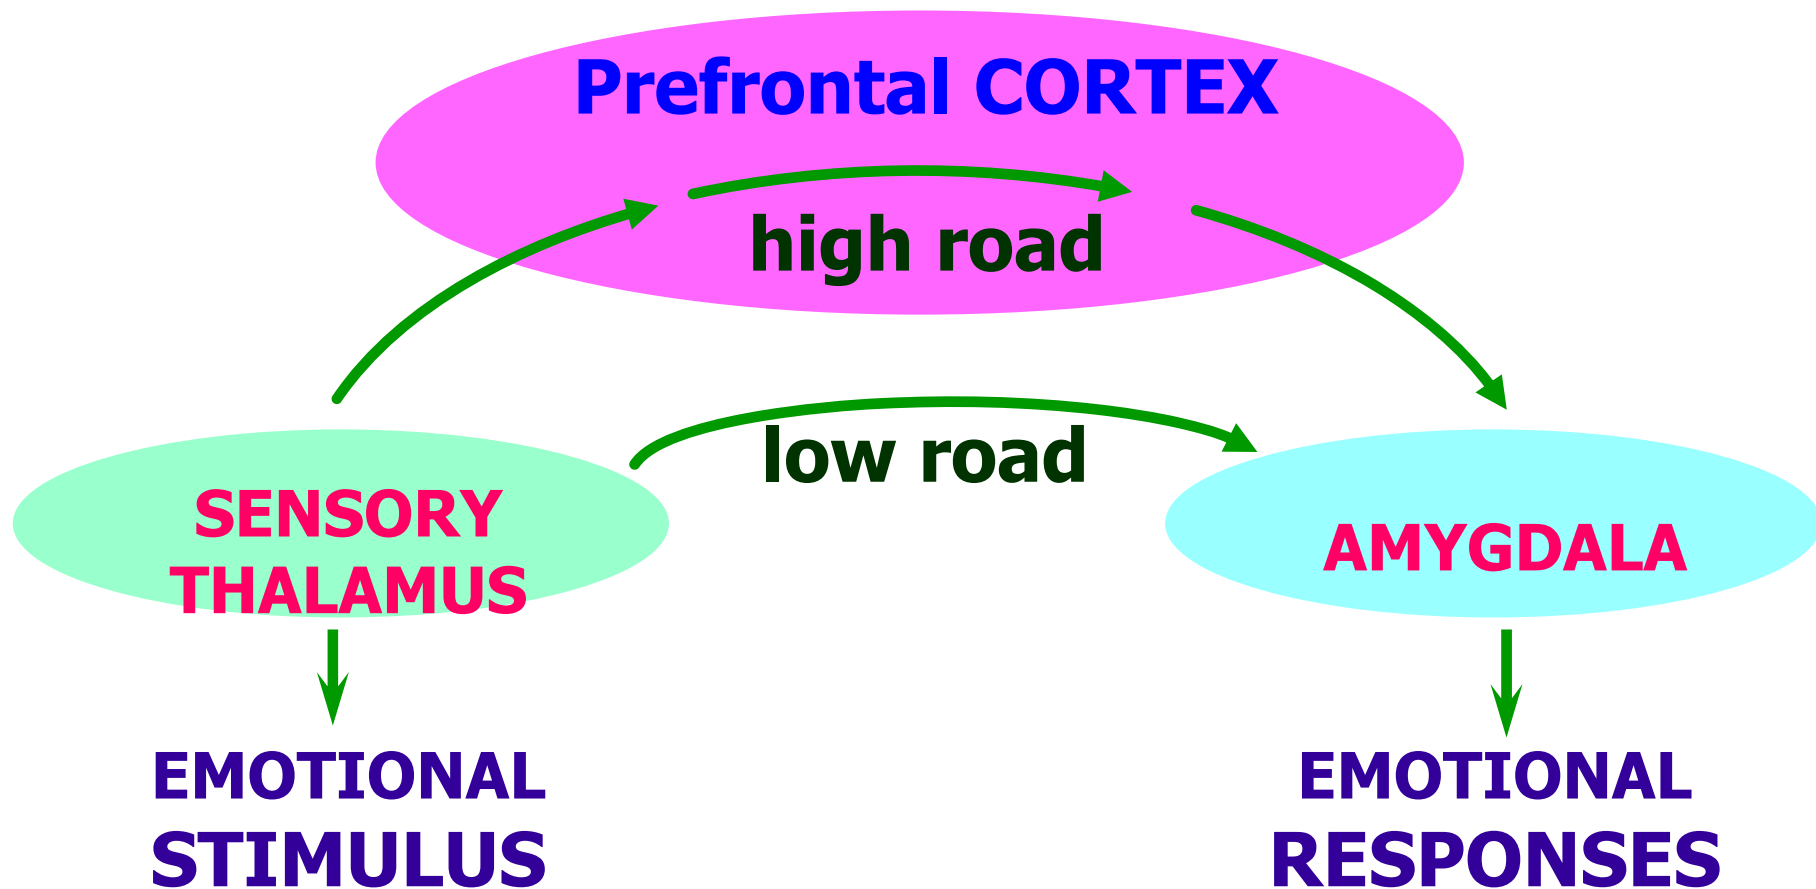 Prefrontal CORTEX
high road
low road
SENSORY
THALAMUS
AMYGDALA
EMOTIONAL
STIMULUS
EMOTIONAL
RESPONSES